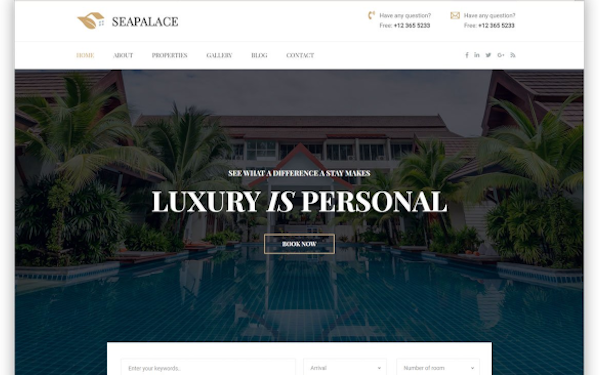 SEAPALACE
Have any question?
Free: +12 365 5233
Have any question?
Free: +12 365 5233
HOME ABOUT PROPERTIES GALLERY BLOG CONTACT
SEE WHAT A DIFFERENCE A STAY MAKES
LUXURY IS PERSONAL
BOOK NOW
Enter your keywords.. Arrival Number of room